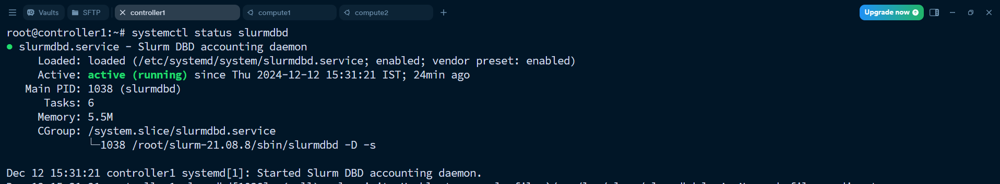 Vaults SFTP controller1 compute1 compute2 Upgrade now
root@controller1:~# systemctl status slurmdbd
● slurmdbd.service - Slurm DBD accounting daemon
Loaded: loaded (/etc/systemd/system/slurmdbd.service; enabled; vendor preset: enabled)
Active: active (running) since Thu 2024-12-12 15:31:21 IST; 24min ago
Main PID: 1038 (slurmdbd)
Tasks: 6
Memory: 5.5M
CGroup: /system.slice/slurmdbd.service
└─1038 /root/slurm-21.08.8/sbin/slurmdbd -D -s
Dec 12 15:31:21 controller1 systemd[1]: Started Slurm DBD accounting daemon.